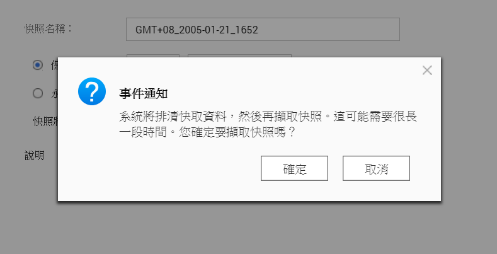 快照名稱：
GMT+08_2005-01-21_1652
事件通知
系統將排清快取資料，然後再擷取快照。這可能需要很長
一段時間。您確定要擷取快照嗎？
快照
說明
確定
取消